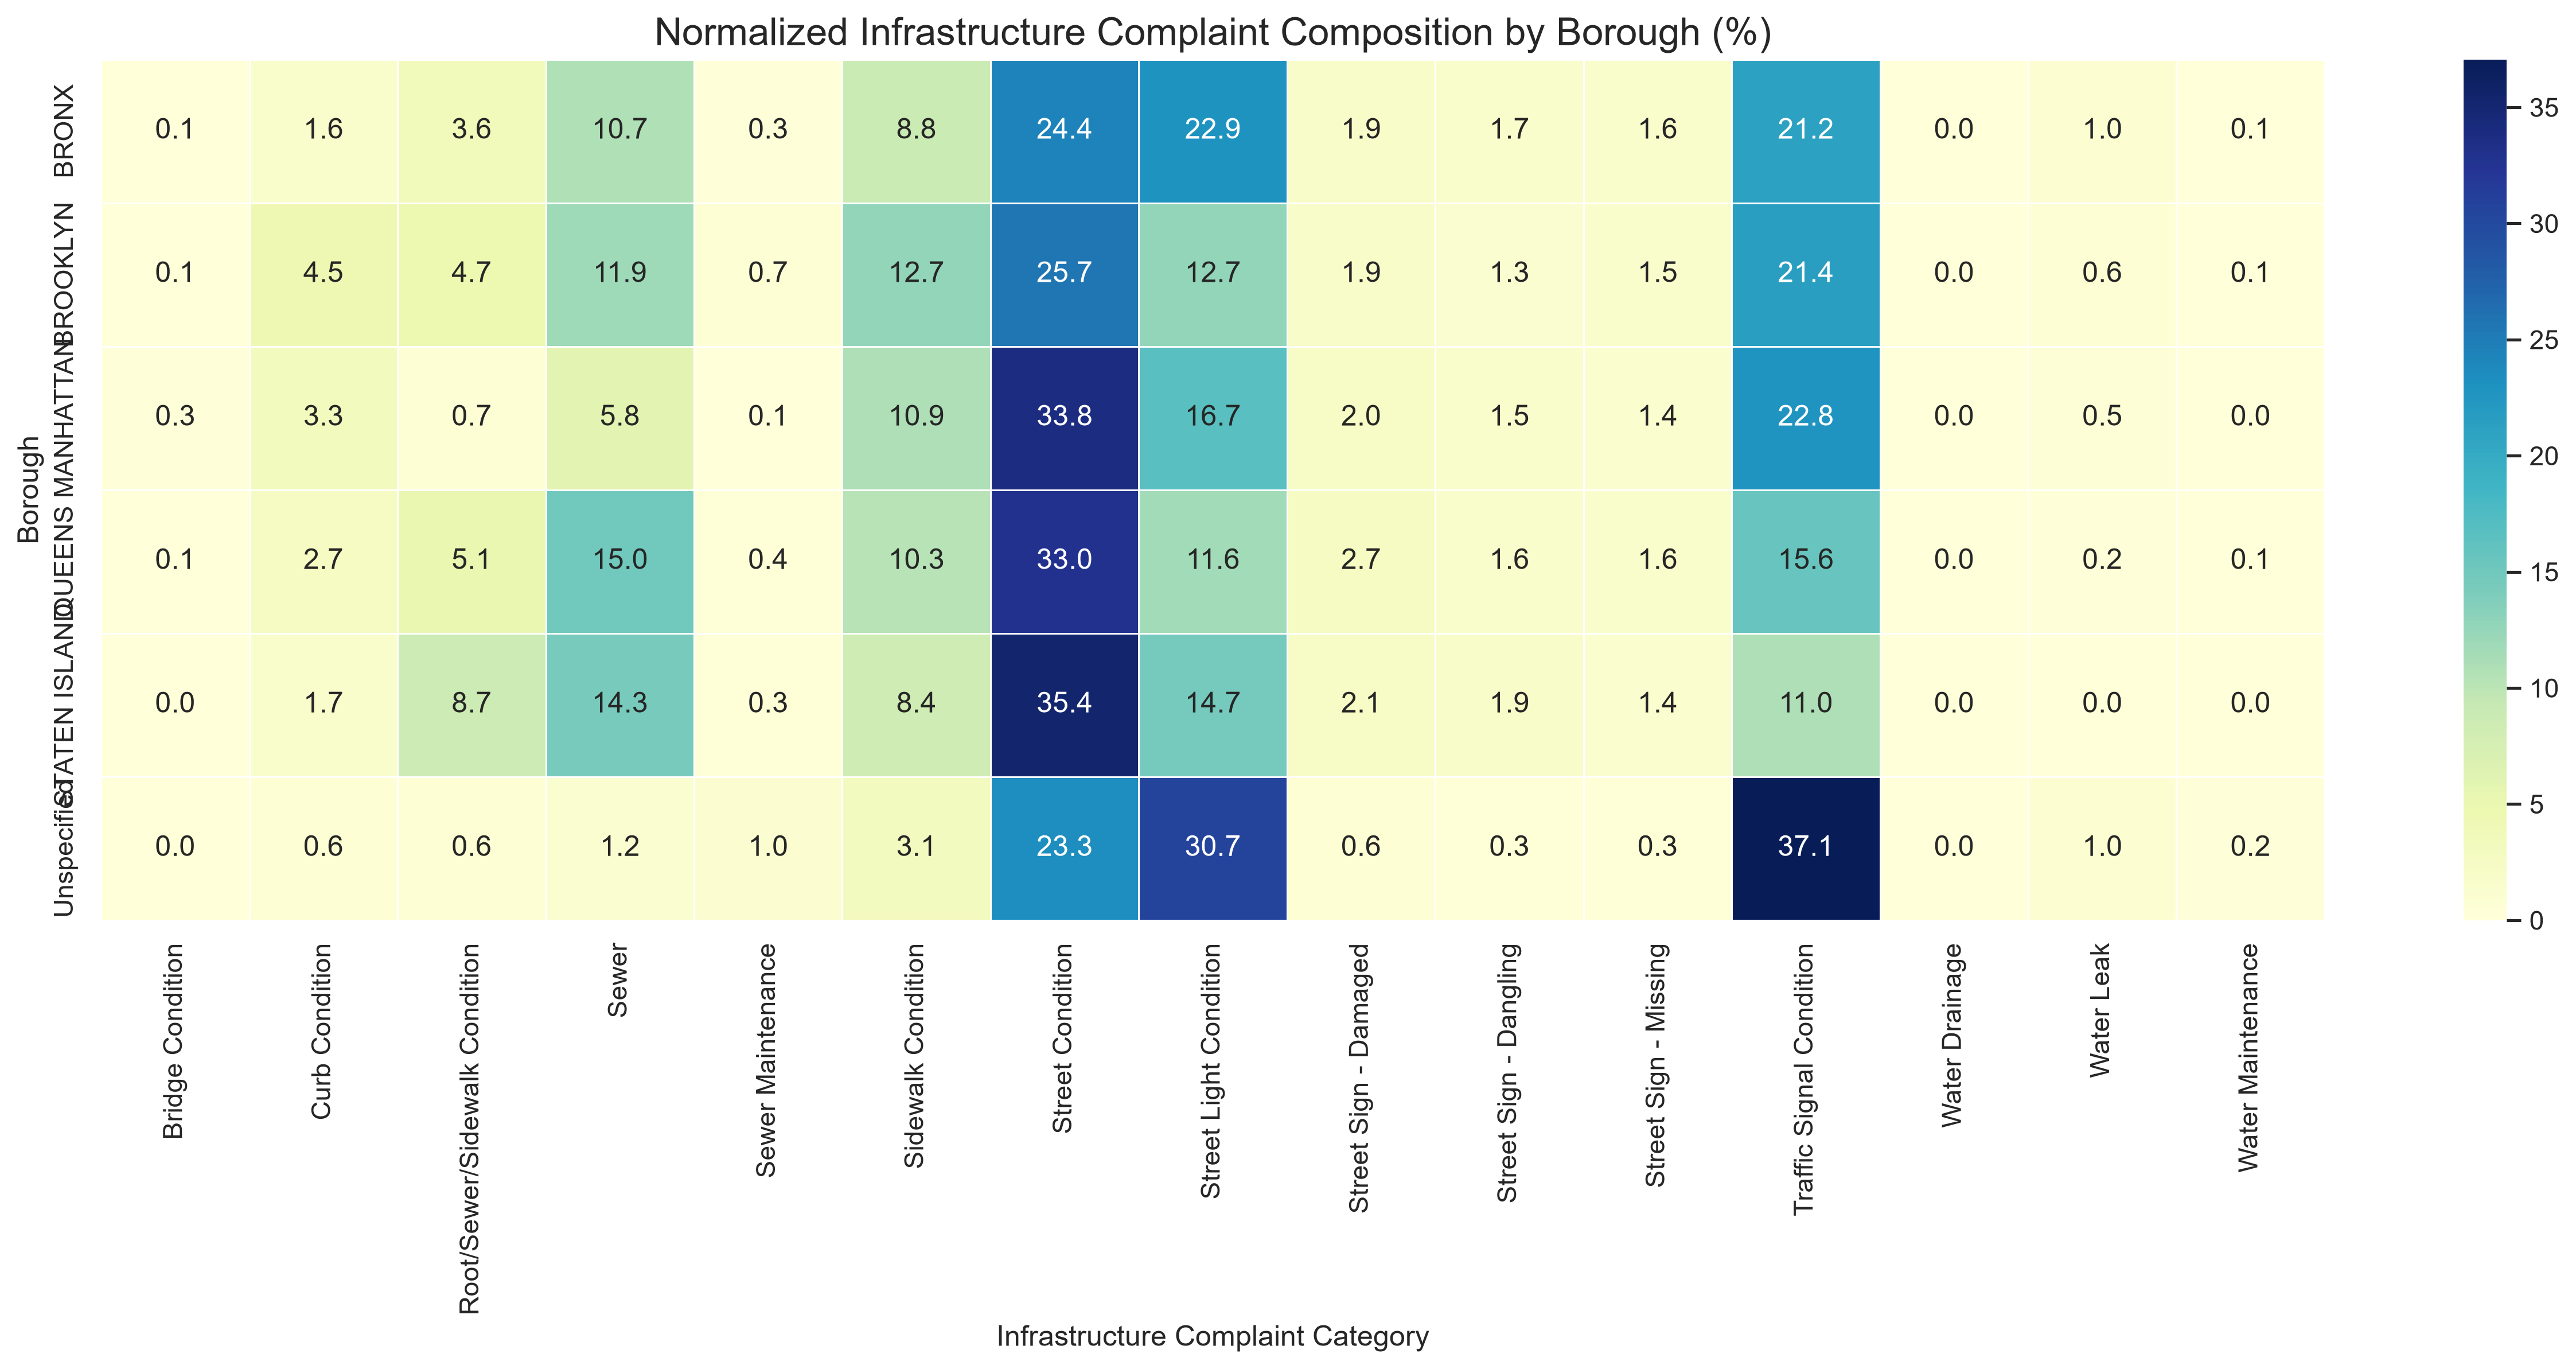 Normalized Infrastructure Complaint Composition by Borough (%)
Borough
BRONX
0.1 1.6 3.6 10.7 0.3 8.8 24.4 22.9 1.9 1.7 1.6 21.2 0.0 1.0 0.1
BROOKLYN
0.1 4.5 4.7 11.9 0.7 12.7 25.7 12.7 1.9 1.3 1.5 21.4 0.0 0.6 0.1
MANHATTAN
0.3 3.3 0.7 5.8 0.1 10.9 33.8 16.7 2.0 1.5 1.4 22.8 0.0 0.5 0.0
QUEENS
0.1 2.7 5.1 15.0 0.4 10.3 33.0 11.6 2.7 1.6 1.6 15.6 0.0 0.2 0.1
STATEN ISLAND
0.0 1.7 8.7 14.3 0.3 8.4 35.4 14.7 2.1 1.9 1.4 11.0 0.0 0.0 0.0
Unspecified
0.0 0.6 0.6 1.2 1.0 3.1 23.3 30.7 0.6 0.3 0.3 37.1 0.0 1.0 0.2
Bridge Condition
Curb Condition
Root/Sewer/Sidewalk Condition
Sewer
Sewer Maintenance
Sidewalk Condition
Street Condition
Street Light Condition
Street Sign - Damaged
Street Sign - Dangling
Street Sign - Missing
Traffic Signal Condition
Water Drainage
Water Leak
Water Maintenance
Infrastructure Complaint Category
35
30
25
20
15
10
5
0